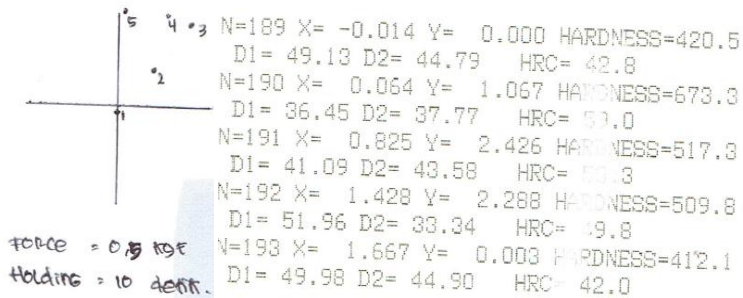 5
4
3
2
1
FORCE = 0,5 KGF
Holding = 10 detik.
N=189 X= -0.014 Y= 0.000 HARDNESS=420.5
D1= 49.13 D2= 44.79 HRC= 42.8
N=190 X= 0.064 Y= 1.067 HARDNESS=673.3
D1= 36.45 D2= 37.77 HRC=
N=191 X= 0.825 Y= 2.426 HARDNESS=517.3
D1= 41.09 D2= 43.58 HRC=
N=192 X= 1.428 Y= 2.288 HARDNESS=509.8
D1= 51.96 D2= 33.34 HRC= 49.8
N=193 X= 1.667 Y= 0.003 HARDNESS=412.1
D1= 49.98 D2= 44.90 HRC= 42.0